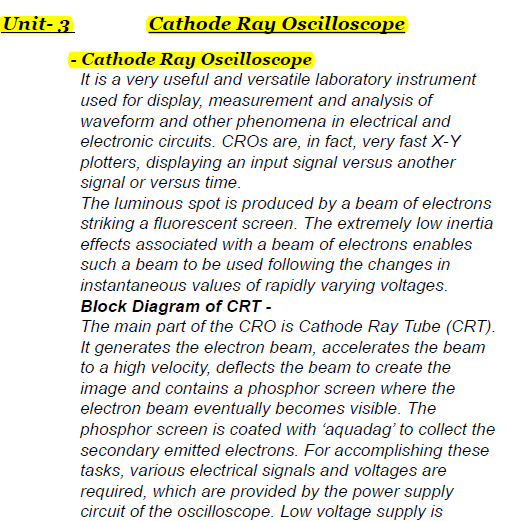 Unit- 3 Cathode Ray Oscilloscope
- Cathode Ray Oscilloscope
It is a very useful and versatile laboratory instrument
used for display, measurement and analysis of
waveform and other phenomena in electrical and
electronic circuits. CROs are, in fact, very fast X-Y
plotters, displaying an input signal versus another
signal or versus time.
The luminous spot is produced by a beam of electrons
striking a fluorescent screen. The extremely low inertia
effects associated with a beam of electrons enables
such a beam to be used following the changes in
instantaneous values of rapidly varying voltages.
Block Diagram of CRT -
The main part of the CRO is Cathode Ray Tube (CRT).
It generates the electron beam, accelerates the beam
to a high velocity, deflects the beam to create the
image and contains a phosphor screen where the
electron beam eventually becomes visible. The
phosphor screen is coated with ‘aquadag’ to collect the
secondary emitted electrons. For accomplishing these
tasks, various electrical signals and voltages are
required, which are provided by the power supply
circuit of the oscilloscope. Low voltage supply is